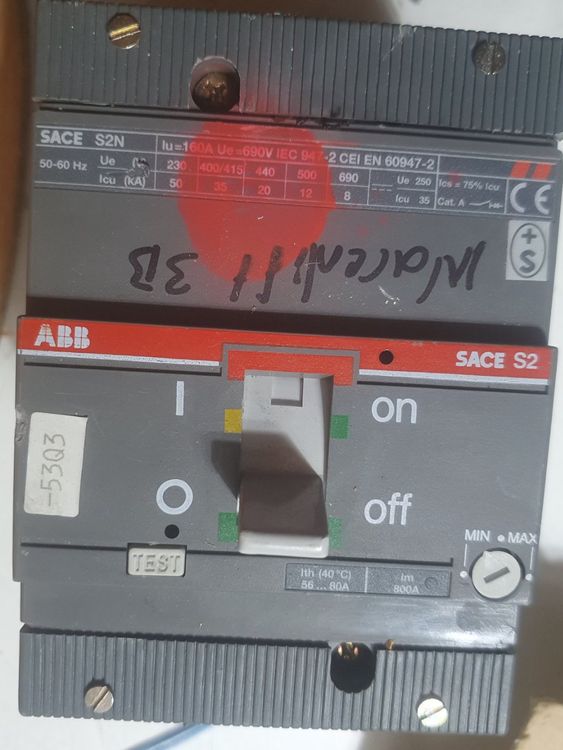 SACE S2N
Iu=160A Ue=690V IEC 947-2 CEI EN 60947-2
50-60 Hz Ue (V) 230 400/415 440 500 690 Ue 250 Ics = 75% Icu
Icu (kA) 50 35 20 12 8 Icu 35 Cat. A
CE
+S
Warenlift 3B
ABB
SACE S2
I on
-53Q3
O off
MIN MAX
TEST
Ith (40°C) Im
56 ... 80A 800A